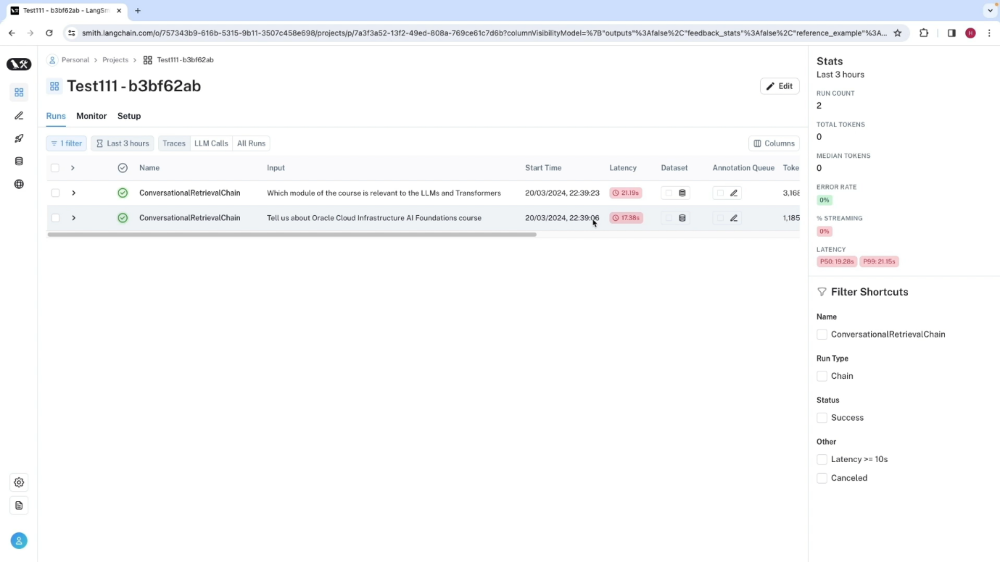 Test111 - b3bf62ab - LangSm
smith.langchain.com/o/757343b9-616b-5315-9b11-3507c458e698/projects/p/7a3f3a52-13f2-49ed-808a-769ce61c7d6b?columnVisibilityModel=%7B"outputs"%3Afalse%2C"feedback_stats"%3Afalse%2C"reference_example"%3A...
H
Personal > Projects > Test111 - b3bf62ab
Test111 - b3bf62ab
Edit
Runs Monitor Setup
1 filter Last 3 hours Traces LLM Calls All Runs Columns
Name Input Start Time Latency Dataset Annotation Queue Toke
ConversationalRetrievalChain Which module of the course is relevant to the LLMs and Transformers 20/03/2024, 22:39:23 21.19s 3,168
ConversationalRetrievalChain Tell us about Oracle Cloud Infrastructure AI Foundations course 20/03/2024, 22:39:06 17.38s 1,185
Stats
Last 3 hours
RUN COUNT
2
TOTAL TOKENS
0
MEDIAN TOKENS
0
ERROR RATE
0%
% STREAMING
0%
LATENCY
P50: 19.28s P99: 21.15s
Filter Shortcuts
Name
ConversationalRetrievalChain
Run Type
Chain
Status
Success
Other
Latency >= 10s
Canceled